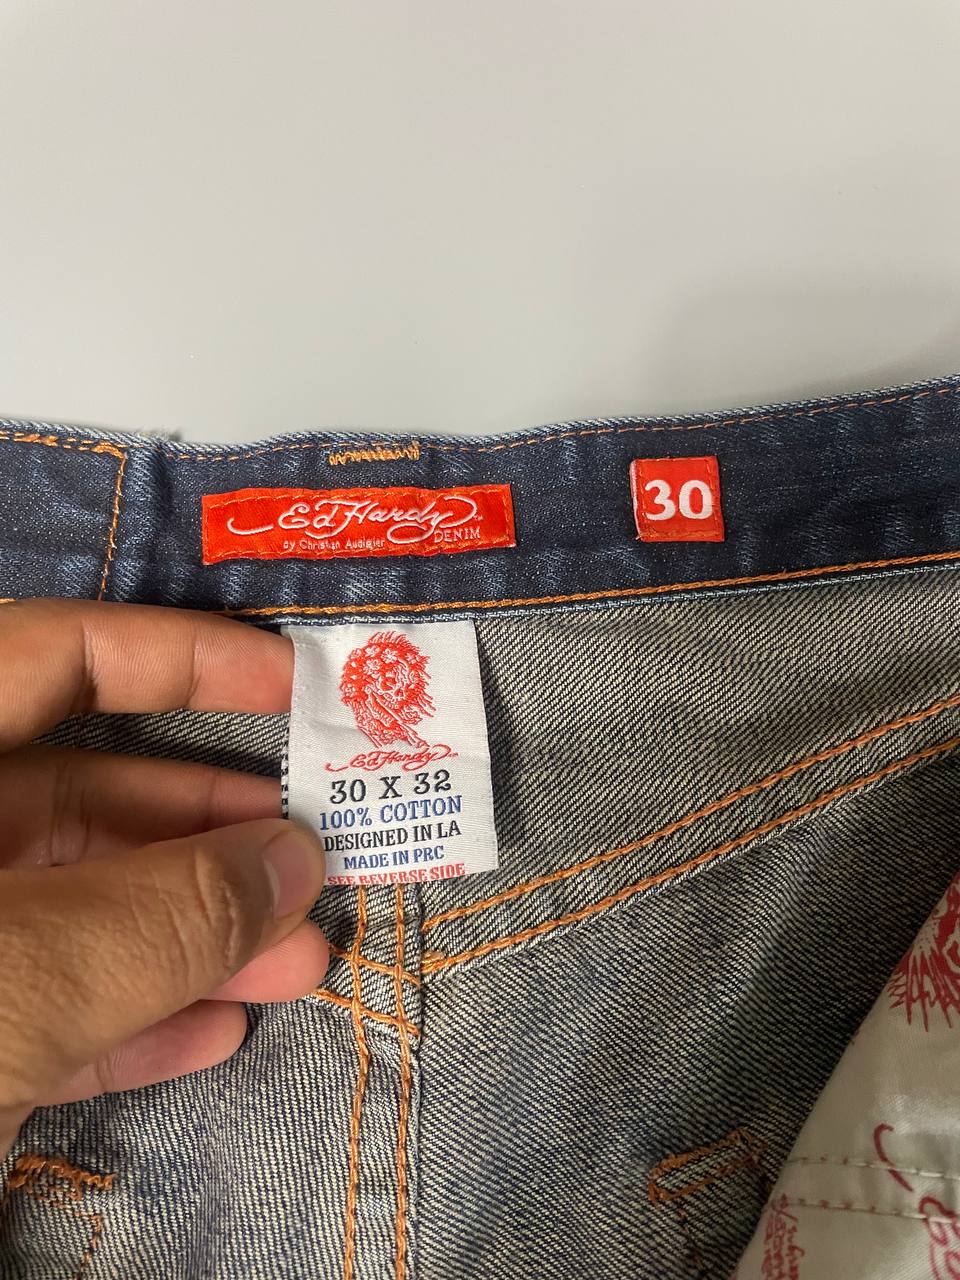 Ed Hardy
DENIM
by Christian Audigier
30
Ed Hardy
30 X 32
100% COTTON
DESIGNED IN LA
MADE IN PRC
SEE REVERSE SIDE